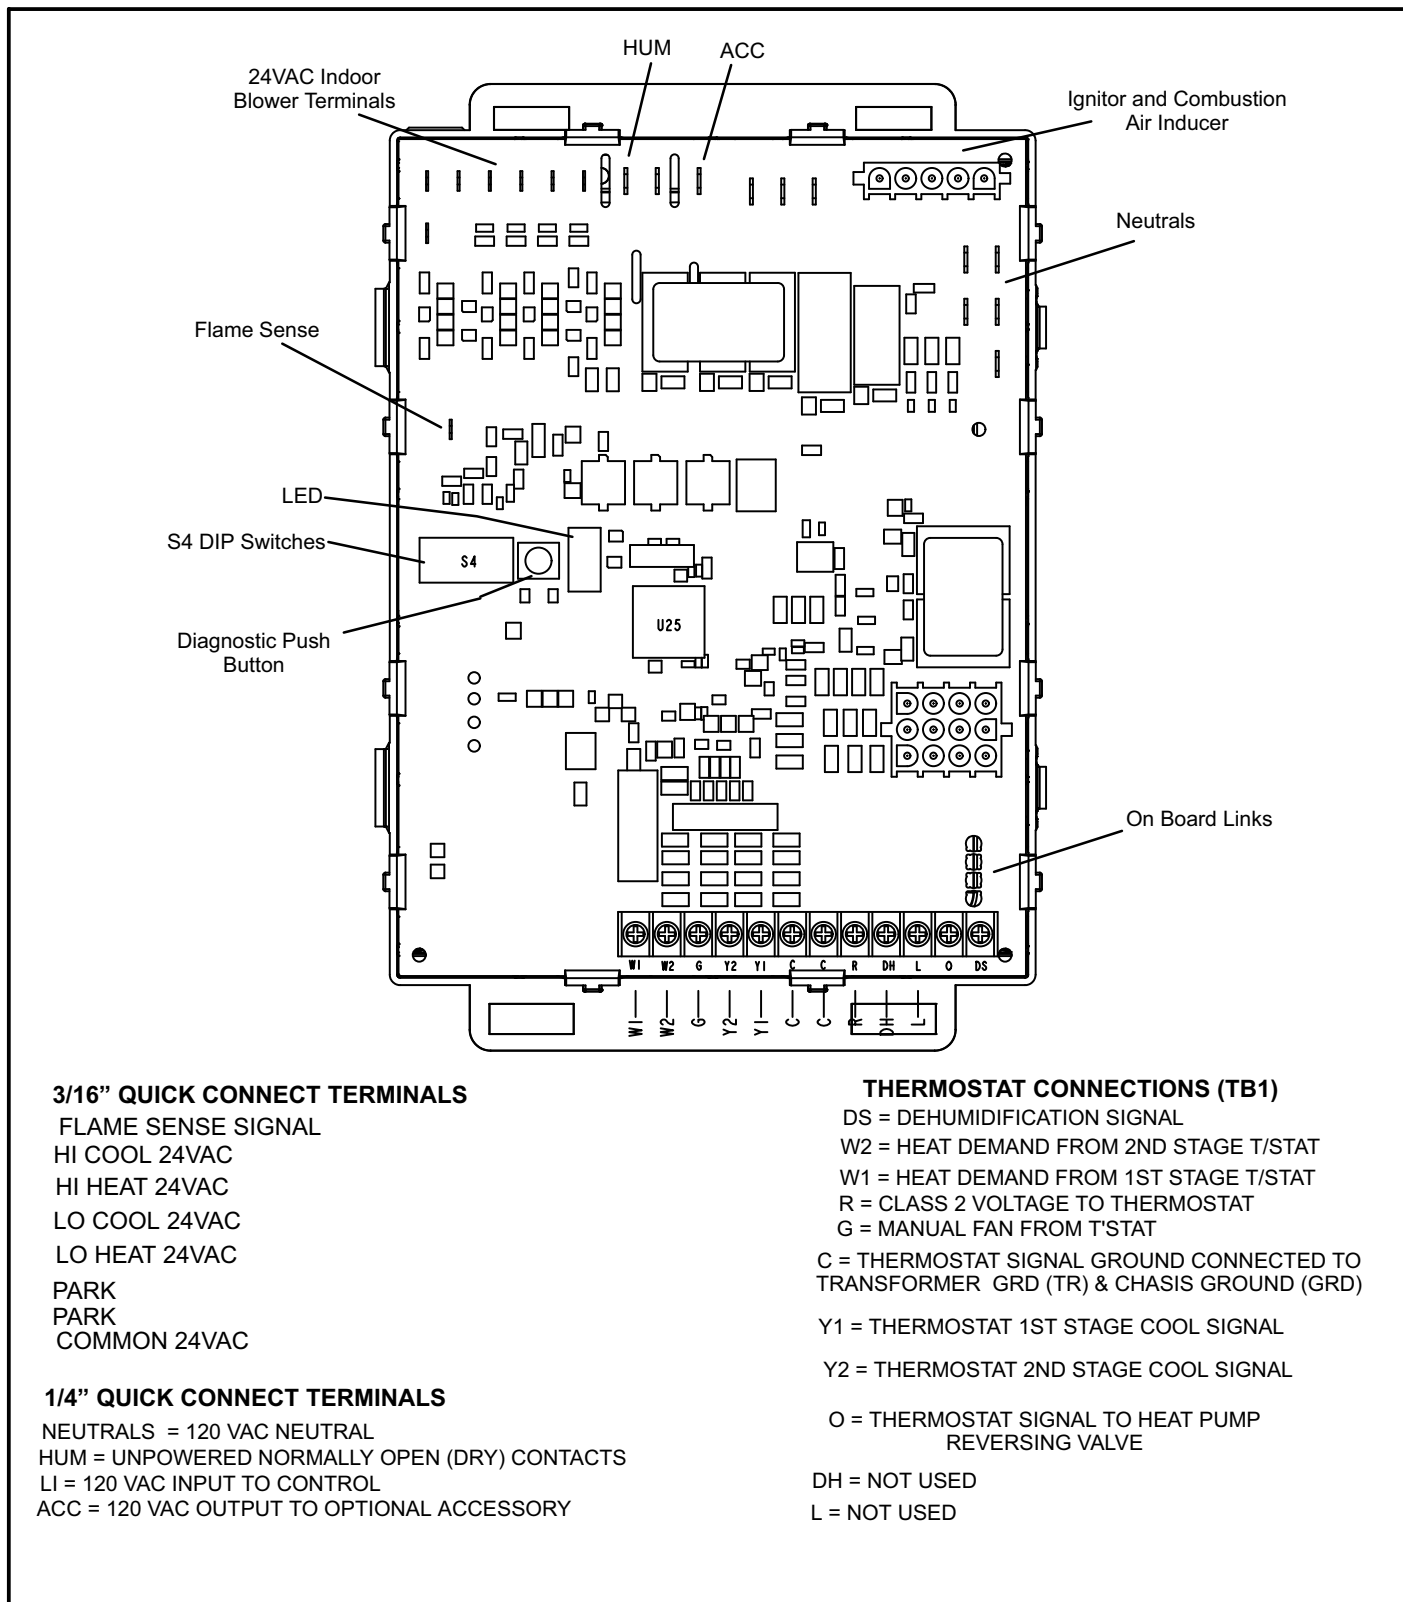 HUM
ACC
24VAC Indoor
Blower Terminals
Ignitor and Combustion
Air Inducer
Neutrals
Flame Sense
LED
S4 DIP Switches
S4
Diagnostic Push
Button
U25
On Board Links
W1 W2 G Y2 Y1 C C R DH L O DS
W1 W2 G Y2 Y1 C C R DH L
3/16” QUICK CONNECT TERMINALS
FLAME SENSE SIGNAL
HI COOL 24VAC
HI HEAT 24VAC
LO COOL 24VAC
LO HEAT 24VAC
PARK
PARK
COMMON 24VAC
1/4” QUICK CONNECT TERMINALS
NEUTRALS = 120 VAC NEUTRAL
HUM = UNPOWERED NORMALLY OPEN (DRY) CONTACTS
LI = 120 VAC INPUT TO CONTROL
ACC = 120 VAC OUTPUT TO OPTIONAL ACCESSORY
THERMOSTAT CONNECTIONS (TB1)
DS = DEHUMIDIFICATION SIGNAL
W2 = HEAT DEMAND FROM 2ND STAGE T/STAT
W1 = HEAT DEMAND FROM 1ST STAGE T/STAT
R = CLASS 2 VOLTAGE TO THERMOSTAT
G = MANUAL FAN FROM T'STAT
C = THERMOSTAT SIGNAL GROUND CONNECTED TO
TRANSFORMER GRD (TR) & CHASIS GROUND (GRD)
Y1 = THERMOSTAT 1ST STAGE COOL SIGNAL
Y2 = THERMOSTAT 2ND STAGE COOL SIGNAL
O = THERMOSTAT SIGNAL TO HEAT PUMP
REVERSING VALVE
DH = NOT USED
L = NOT USED